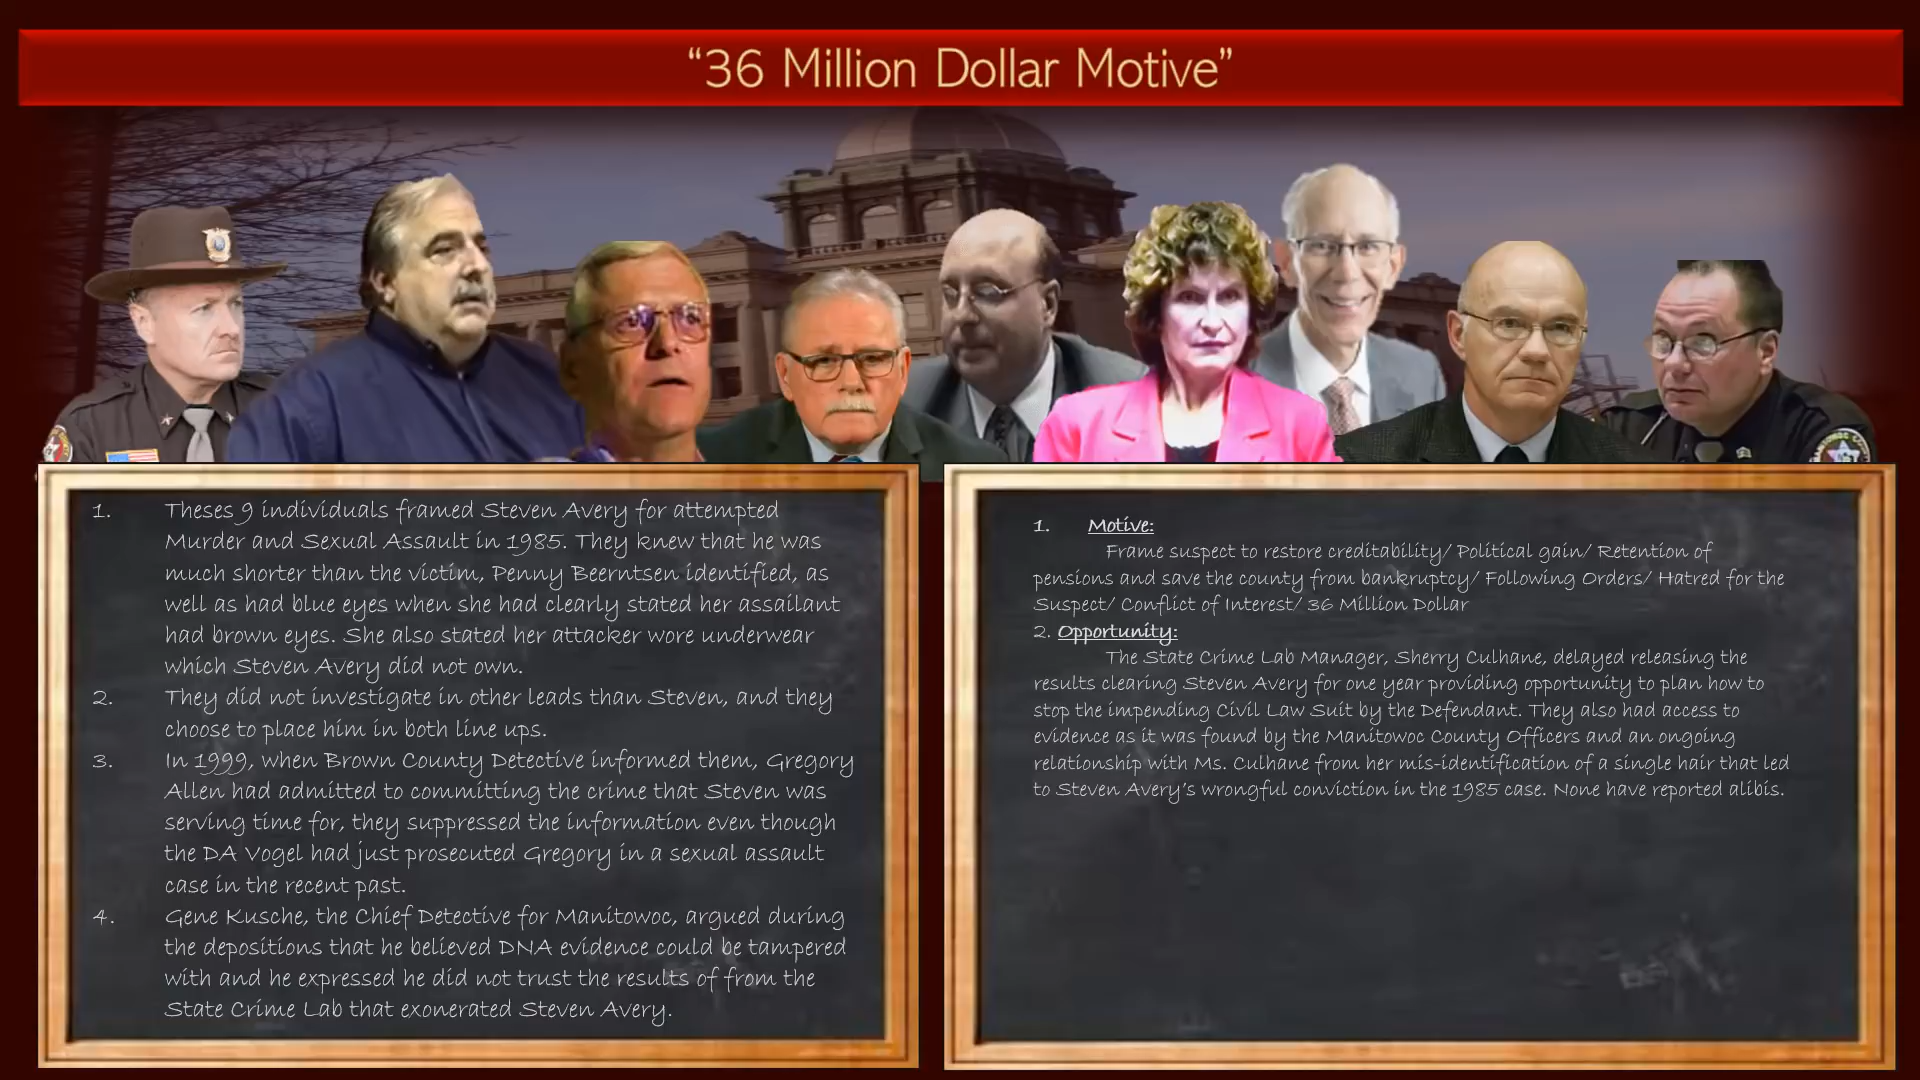 “36 Million Dollar Motive”
1. Theses 9 individuals framed Steven Avery for attempted
Murder and Sexual Assault in 1985. They knew that he was
much shorter than the victim, Penny Beerntsen identified, as
well as had blue eyes when she had clearly stated her assailant
had brown eyes. She also stated her attacker wore underwear
which Steven Avery did not own.
2. They did not investigate in other leads than Steven, and they
choose to place him in both line ups.
3. In 1999, when Brown County Detective informed them, Gregory
Allen had admitted to committing the crime that Steven was
serving time for, they suppressed the information even though
the DA Vogel had just prosecuted Gregory in a sexual assault
case in the recent past.
4. Gene Kusche, the Chief Detective for Manitowoc, argued during
the depositions that he believed DNA evidence could be tampered
with and he expressed he did not trust the results of from the
State Crime Lab that exonerated Steven Avery.
1. Motive:
Frame suspect to restore creditability/ Political gain/ Retention of
pensions and save the county from bankruptcy/ Following Orders/ Hatred for the
Suspect/ Conflict of Interest/ 36 Million Dollar
2. Opportunity:
The State Crime Lab Manager, Sherry Culhane, delayed releasing the
results clearing Steven Avery for one year providing opportunity to plan how to
stop the impending Civil Law Suit by the Defendant. They also had access to
evidence as it was found by the Manitowoc County Officers and an ongoing
relationship with Ms. Culhane from her mis-identification of a single hair that led
to Steven Avery's wrongful conviction in the 1985 case. None have reported alibis.